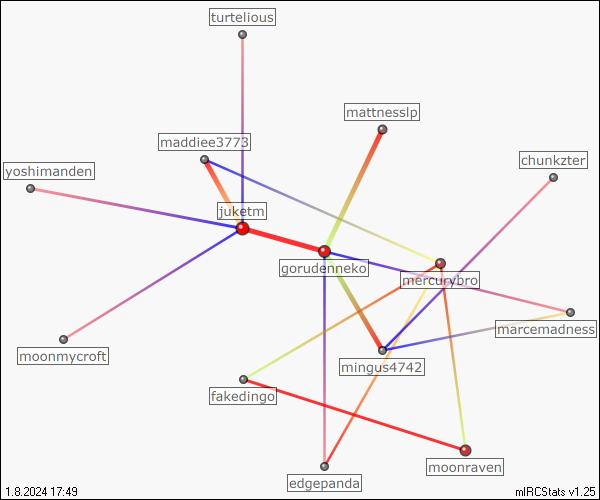 turtelious
mattnesslp
maddiee3773
chunkzter
yoshimanden
juketm
gorudenneko
mercurybro
marcemadness
moonmycroft
mingus4742
fakedingo
moonraven
edgepanda
1.8.2024 17:49
mIRCStats v1.25